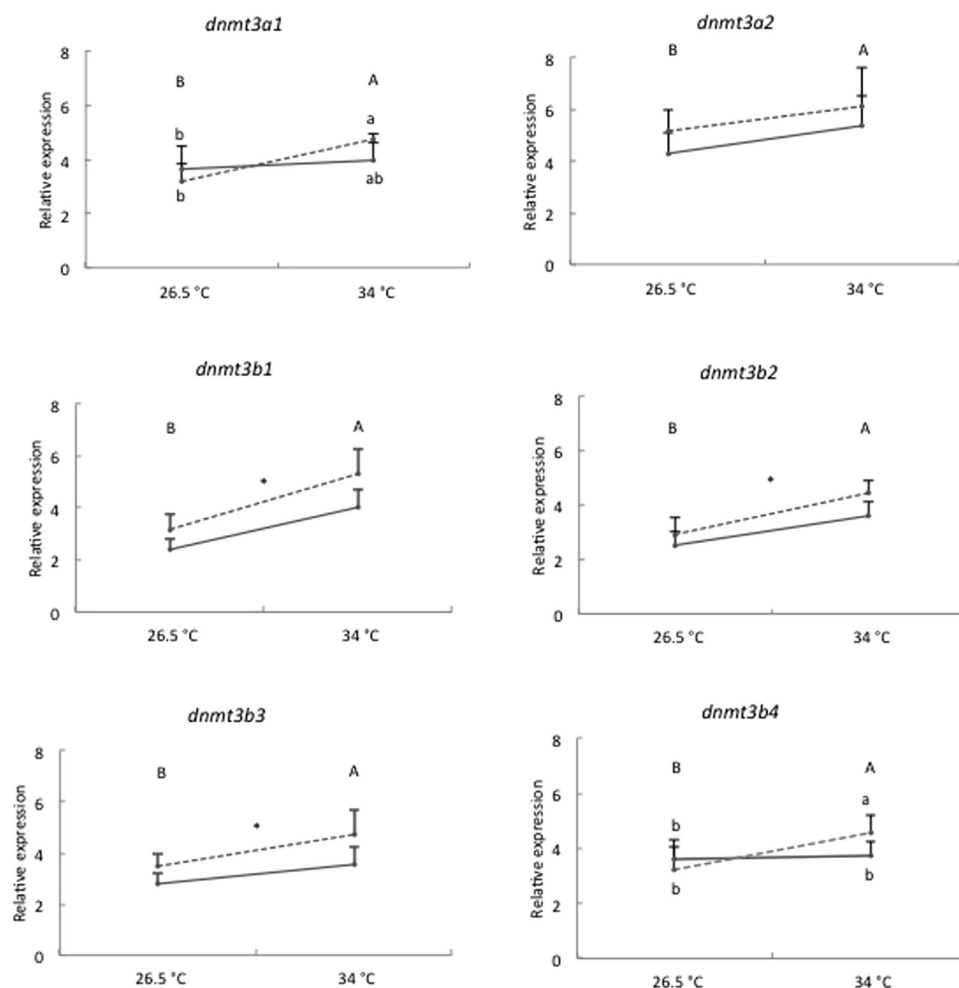 dnmt3a1
8
6
4
2
0
Relative expression
B
A
b
a
b
ab
26.5 °C
34 °C
dnmt3a2
8
6
4
2
0
Relative expression
B
A
26.5 °C
34 °C
dnmt3b1
8
6
4
2
0
Relative expression
B
A
*
26.5 °C
34 °C
dnmt3b2
8
6
4
2
0
Relative expression
B
A
*
26.5 °C
34 °C
dnmt3b3
8
6
4
2
0
Relative expression
B
A
*
26.5 °C
34 °C
dnmt3b4
8
6
4
2
0
Relative expression
B
A
b
a
b
b
26.5 °C
34 °C